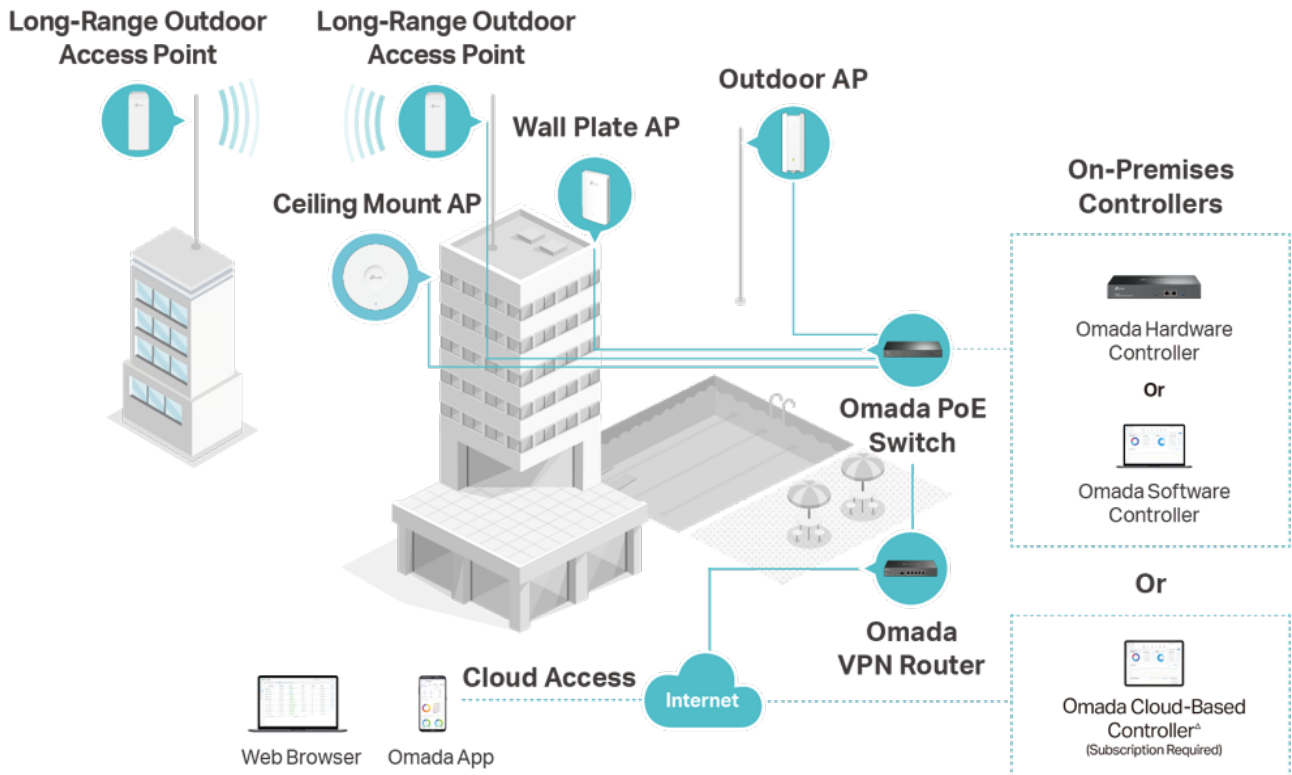 Long-Range Outdoor
Access Point
Long-Range Outdoor
Access Point
Outdoor AP
Wall Plate AP
Ceiling Mount AP
On-Premises
Controllers
Omada Hardware
Controller
Or
Omada Software
Controller
Omada PoE
Switch
Or
Omada
VPN Router
Cloud Access
Internet
Web Browser
Omada App
Omada Cloud-Based
Controller△
(Subscription Required)